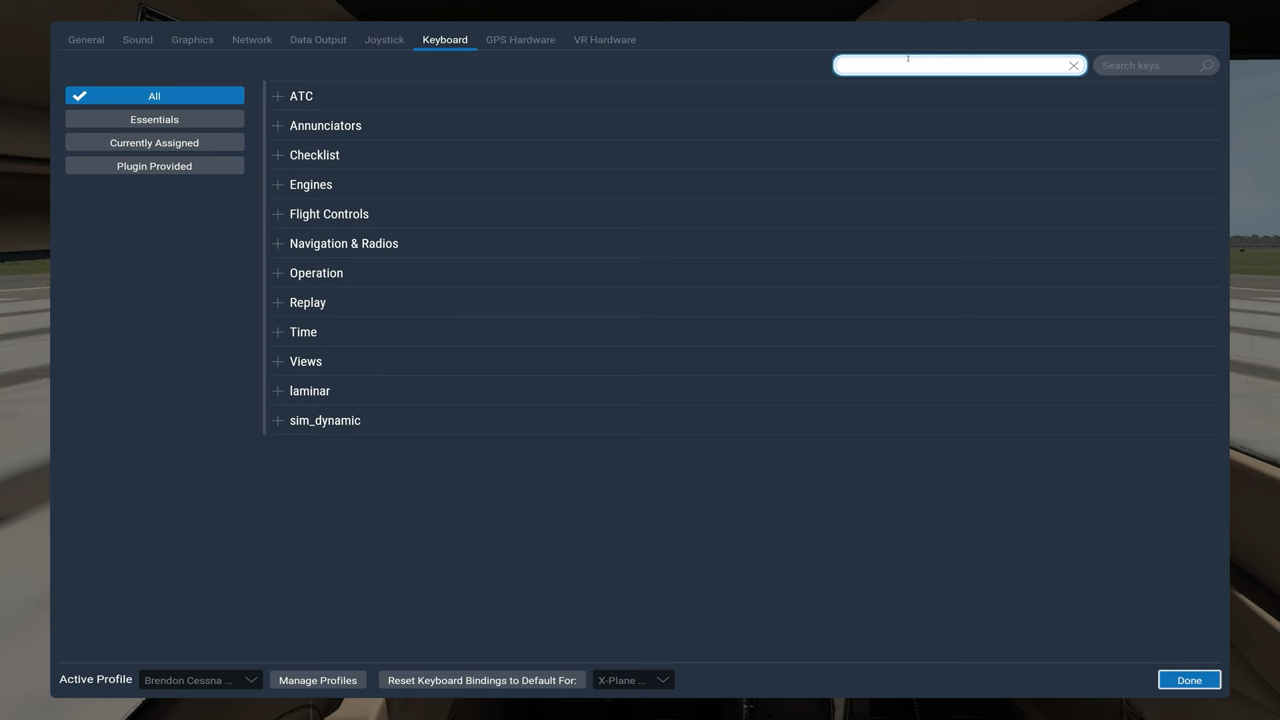 General Sound Graphics Network Data Output Joystick Keyboard GPS Hardware VR Hardware
Search keys
All
Essentials
Currently Assigned
Plugin Provided
ATC
Annunciators
Checklist
Engines
Flight Controls
Navigation & Radios
Operation
Replay
Time
Views
laminar
sim_dynamic
Active Profile Brendon Cessna ... Manage Profiles Reset Keyboard Bindings to Default For: X-Plane ... Done